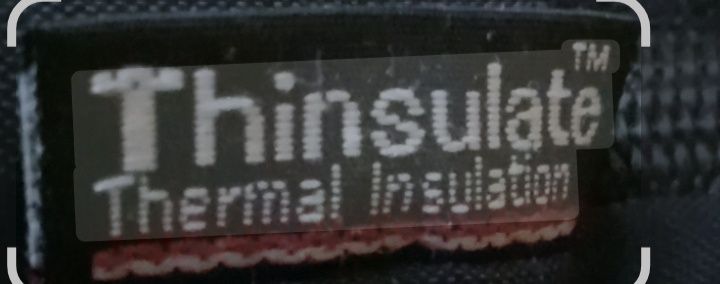 Thinsulate™
Thermal Insulation